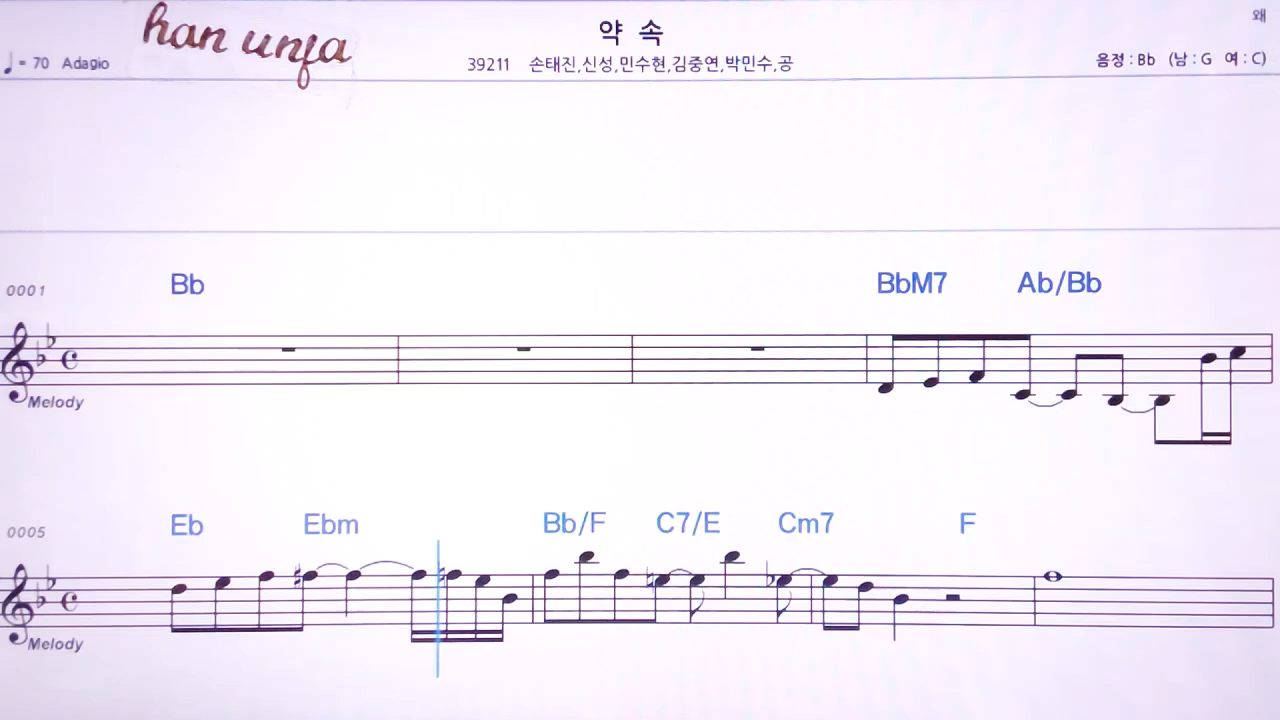 han unfa
약 속
왜
♩= 70 Adagio
39211 손태진,신성,민수현,김중연,박민수,공
음정 : Bb (남 : G 여 : C)
0001
Bb
BbM7
Ab/Bb
Melody
0005
Eb
Ebm
Bb/F
C7/E
Cm7
F
Melody